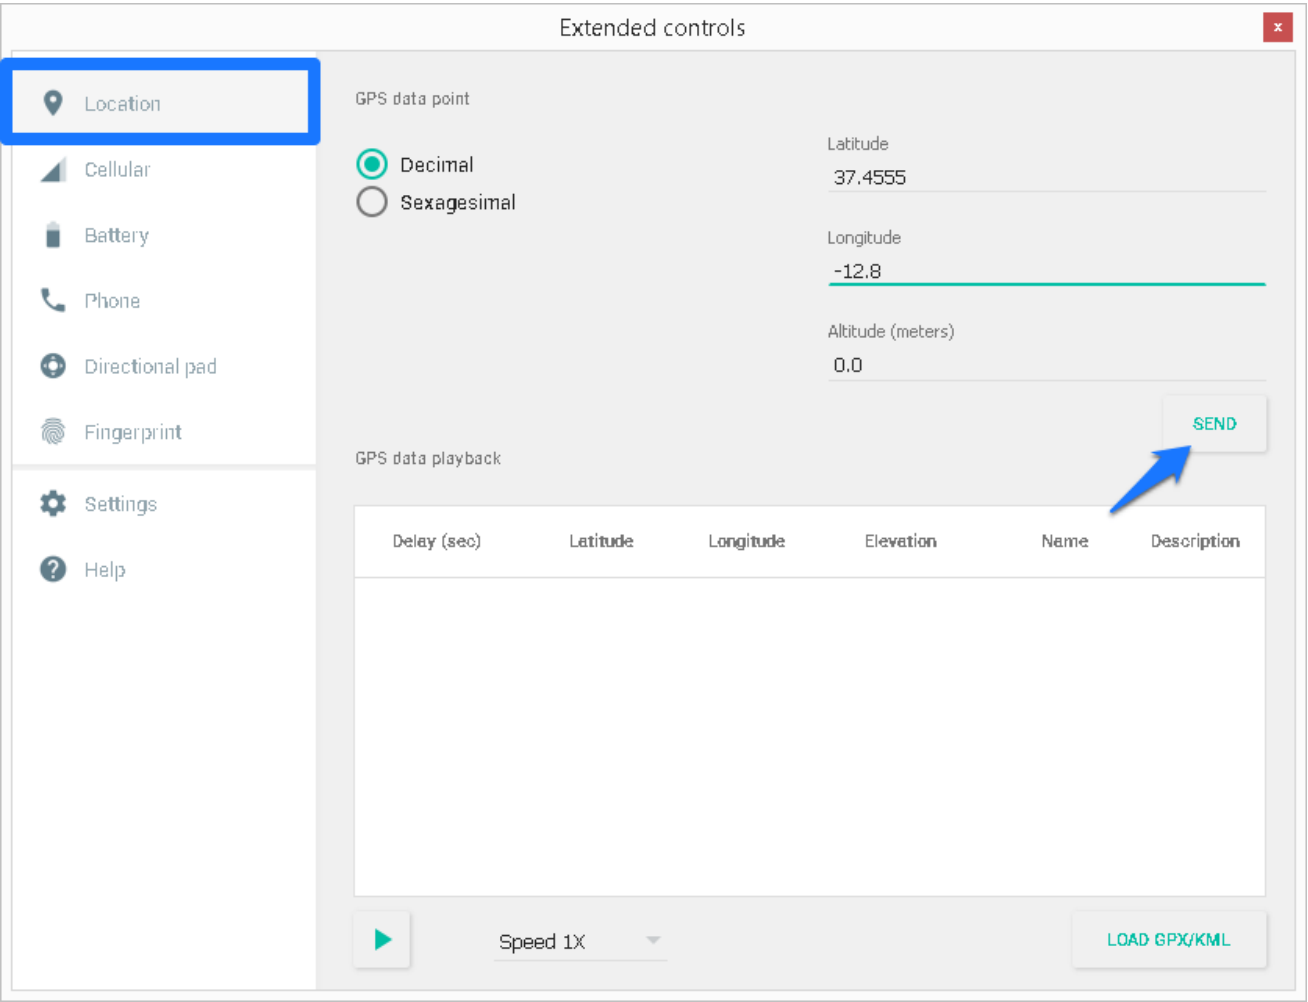 Extended controls
x
Location
Cellular
Battery
Phone
Directional pad
Fingerprint
Settings
Help
GPS data point
Decimal
Sexagesimal
Latitude
37.4555
Longitude
-12.8
Altitude (meters)
0.0
SEND
GPS data playback
Delay (sec) Latitude Longitude Elevation Name Description
Speed 1X
LOAD GPX/KML